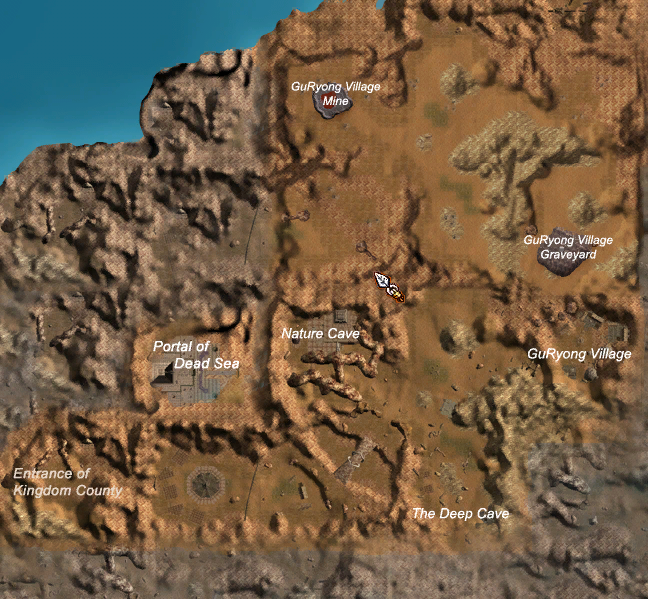 GuRyong Village
Mine
GuRyong Village
Graveyard
Nature Cave
Portal of
Dead Sea
GuRyong Village
Entrance of
Kingdom County
The Deep Cave